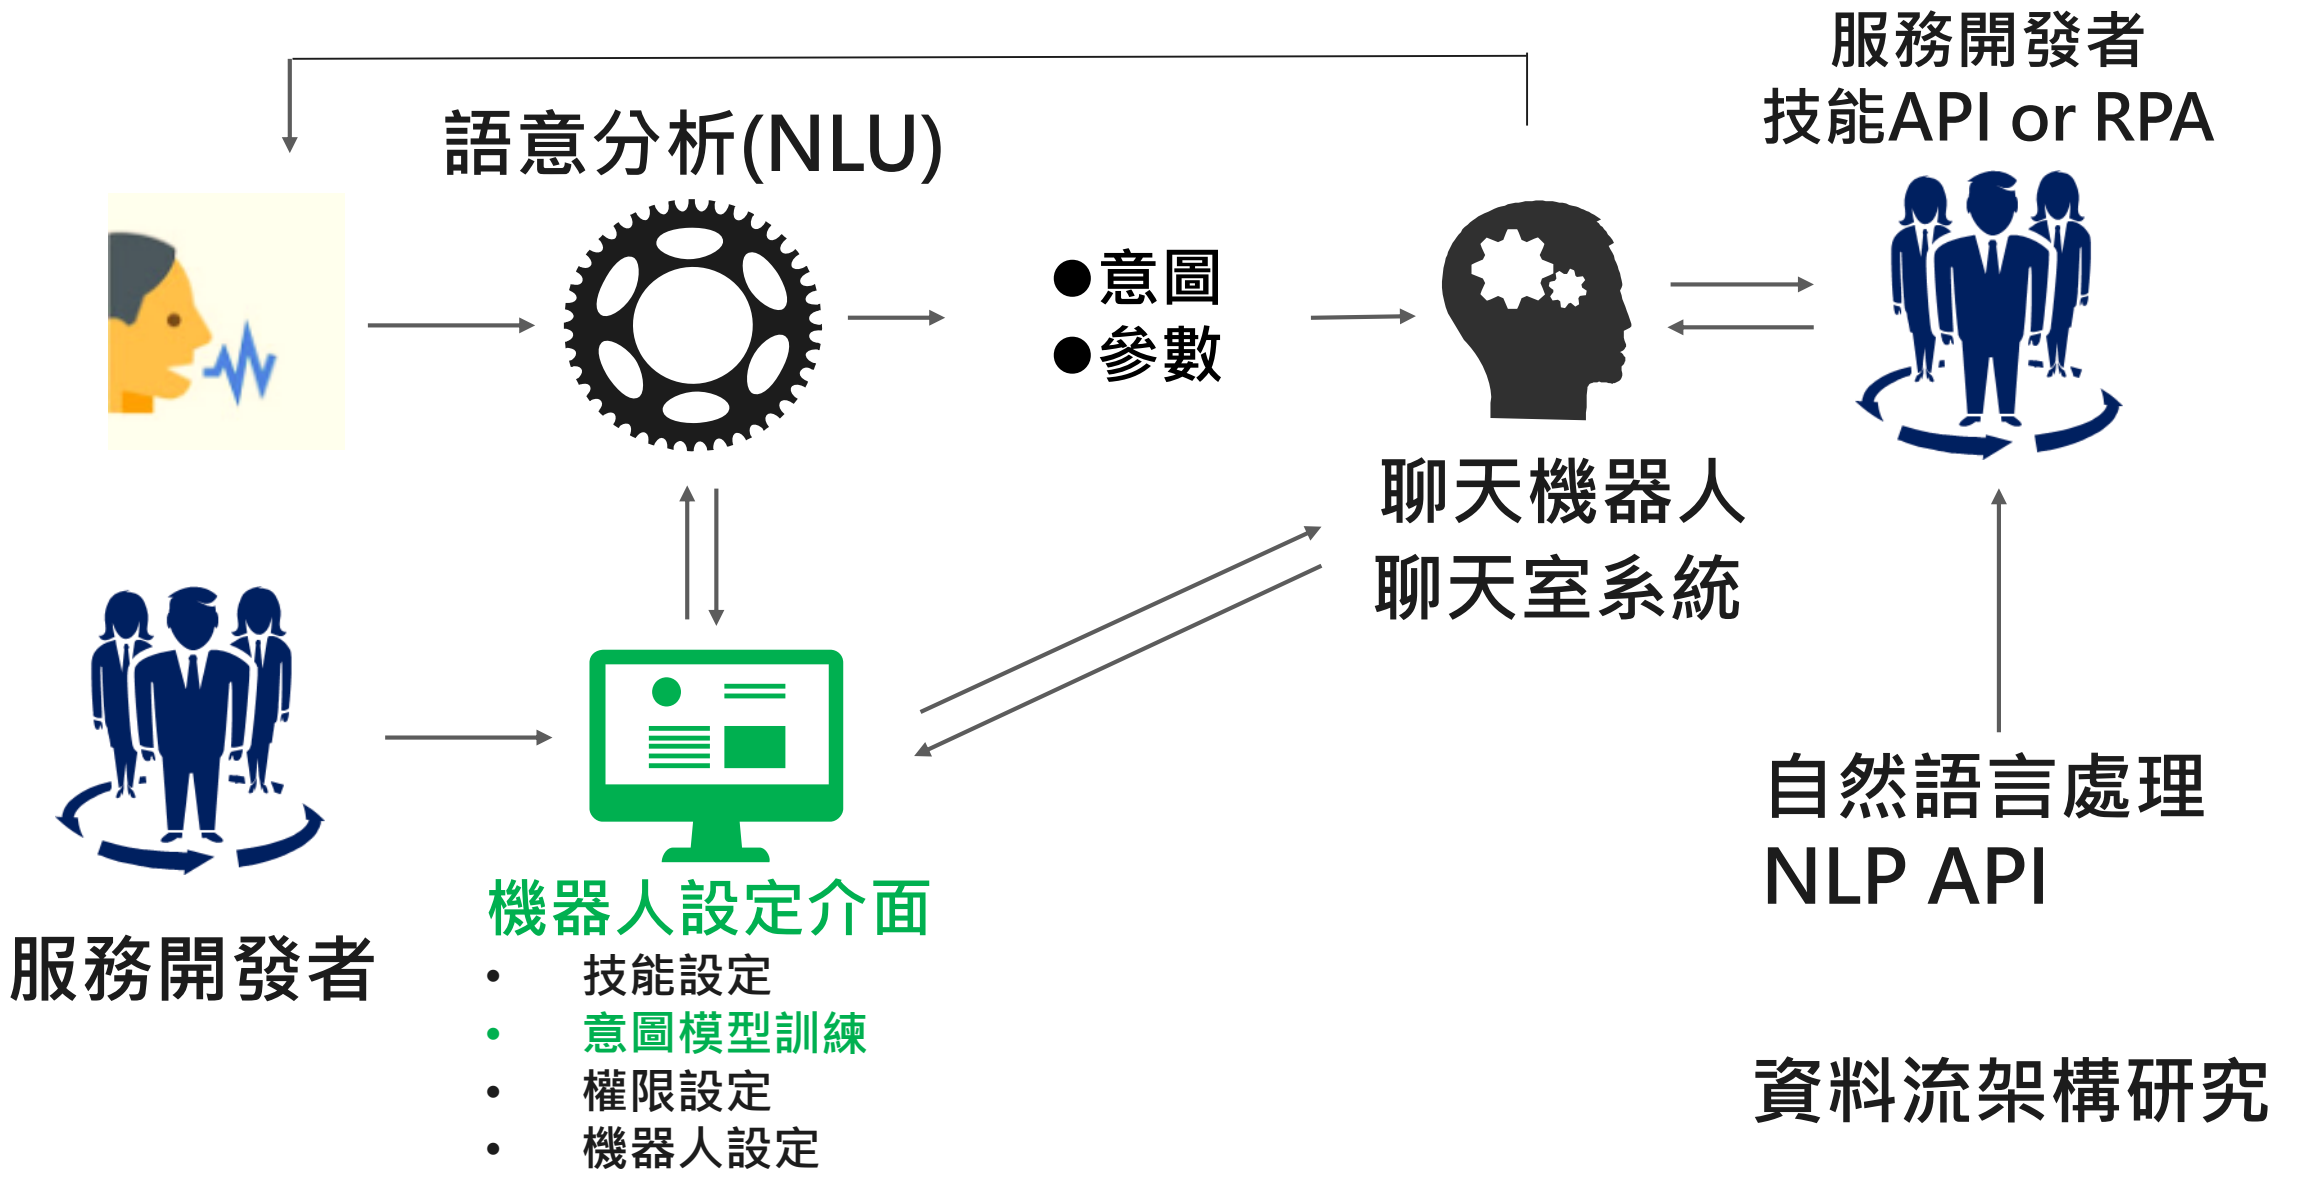 服務開發者
技能API or RPA
語意分析(NLU)
●意圖
●參數
聊天機器人
聊天室系統
自然語言處理
NLP API
服務開發者
機器人設定介面
• 技能設定
• 意圖模型訓練
• 權限設定
• 機器人設定
資料流架構研究